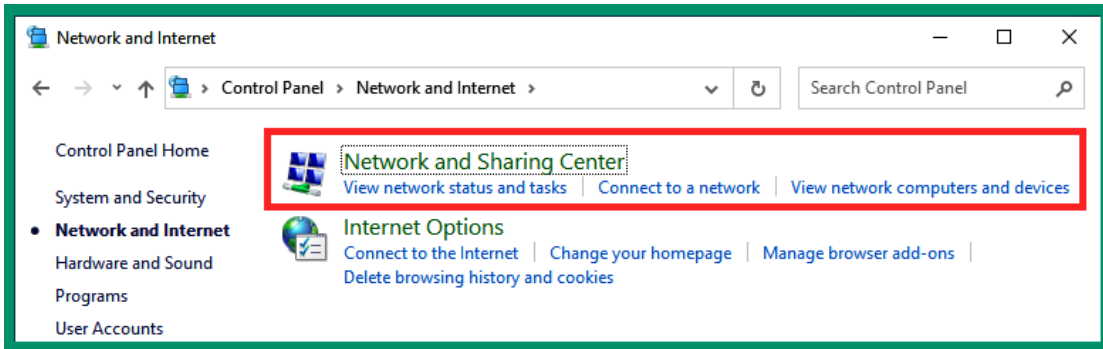 Network and Internet
Control Panel > Network and Internet >
Search Control Panel
Control Panel Home
System and Security
Network and Internet
Hardware and Sound
Programs
User Accounts
Network and Sharing Center
View network status and tasks | Connect to a network | View network computers and devices
Internet Options
Connect to the Internet | Change your homepage | Manage browser add-ons |
Delete browsing history and cookies